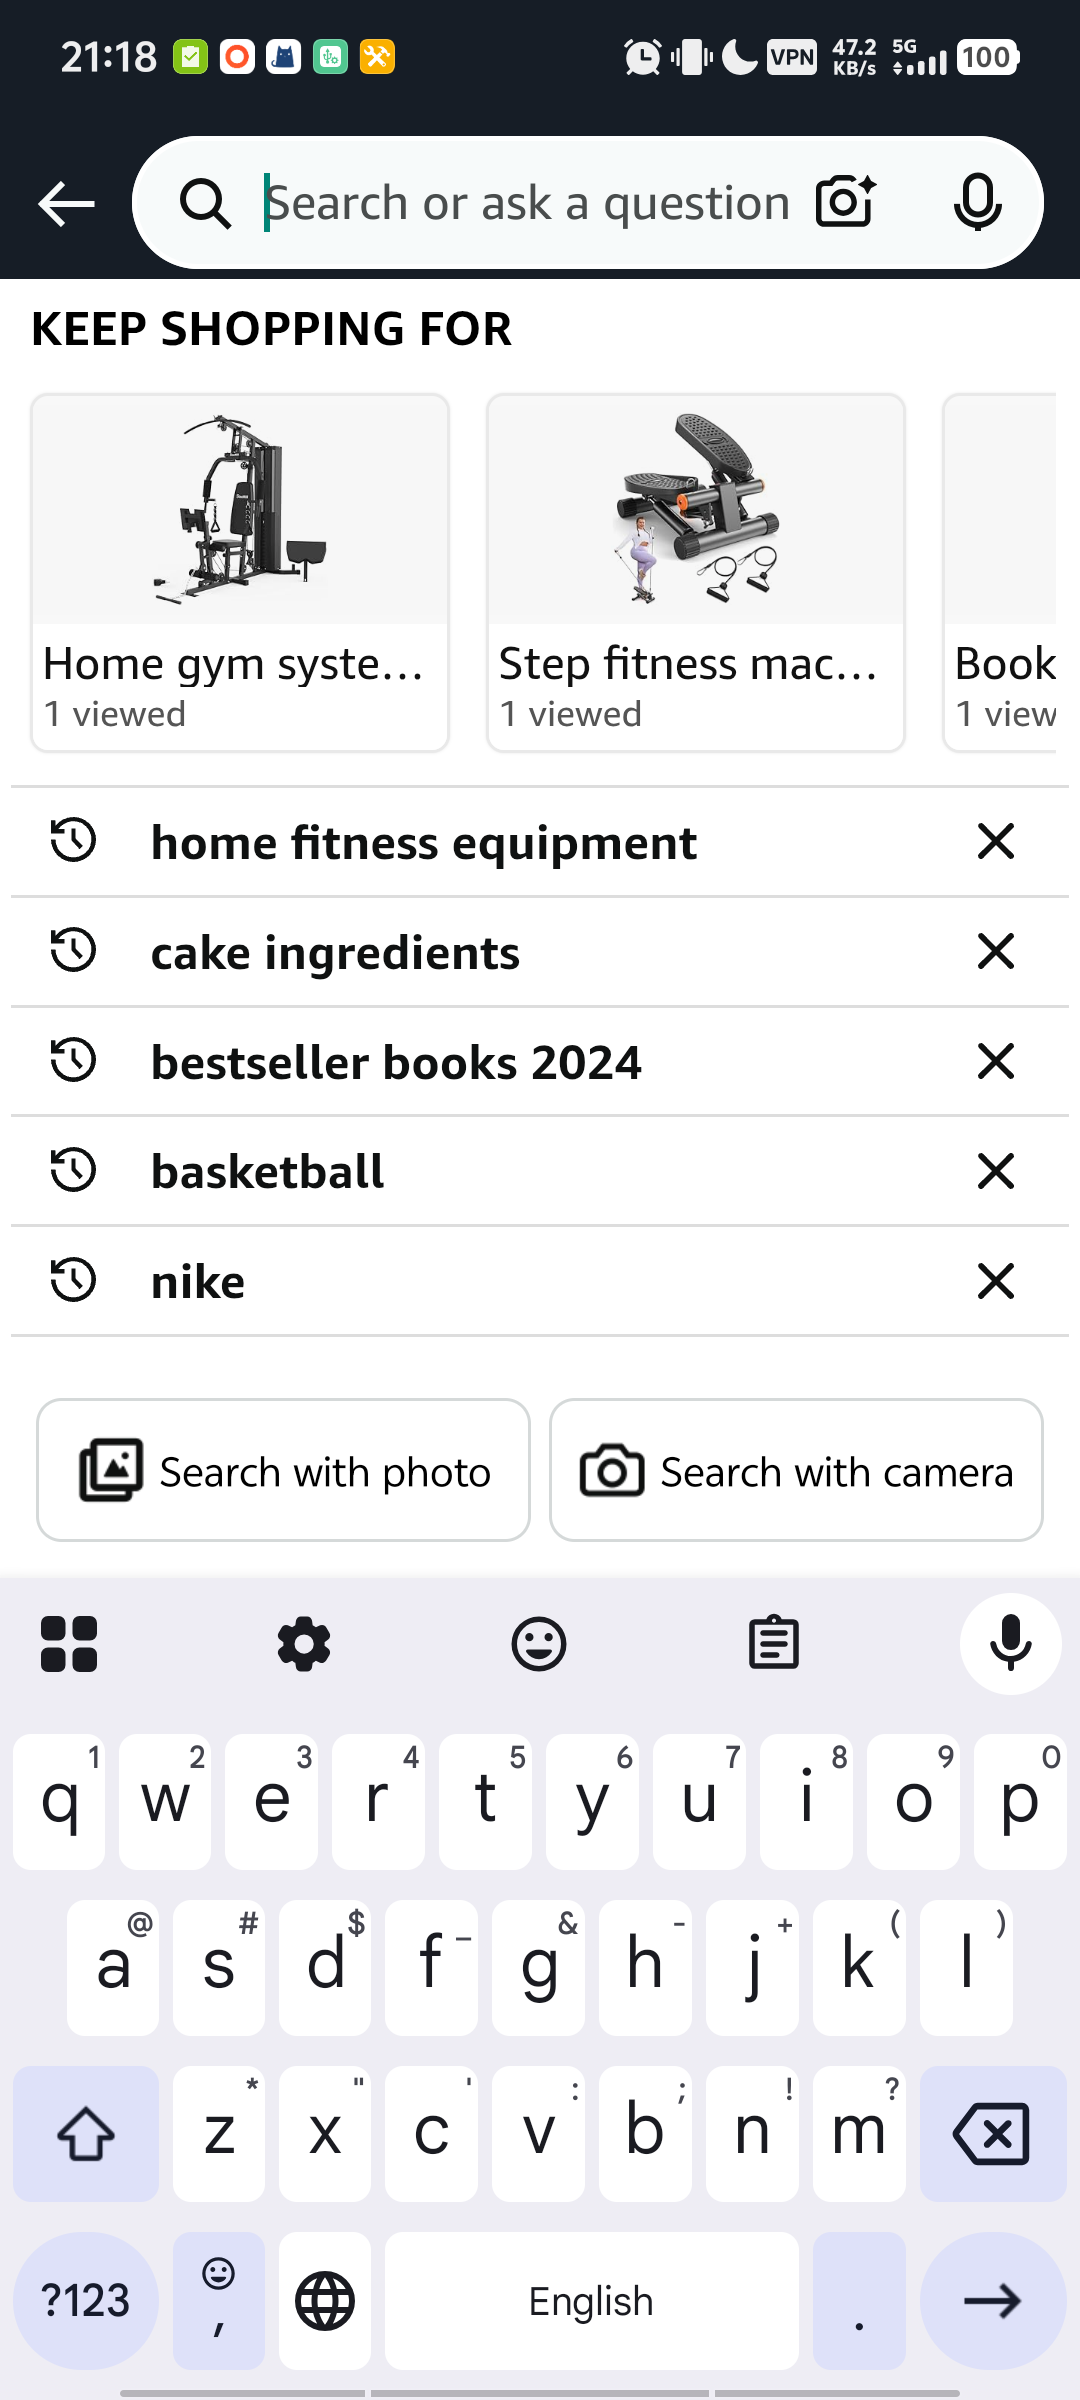 21:18
VPN 47.2 KB/s 5G 100
Search or ask a question
KEEP SHOPPING FOR
Home gym syste...
1 viewed
Step fitness mac...
1 viewed
Book
1 view
home fitness equipment
cake ingredients
bestseller books 2024
basketball
nike
Search with photo
Search with camera
1 2 3 4 5 6 7 8 9 0
q w e r t y u i o p
@ # $ _ & - + ( )
a s d f g h j k l
* " ' : ; ! ?
z x c v b n m
?123 , English .